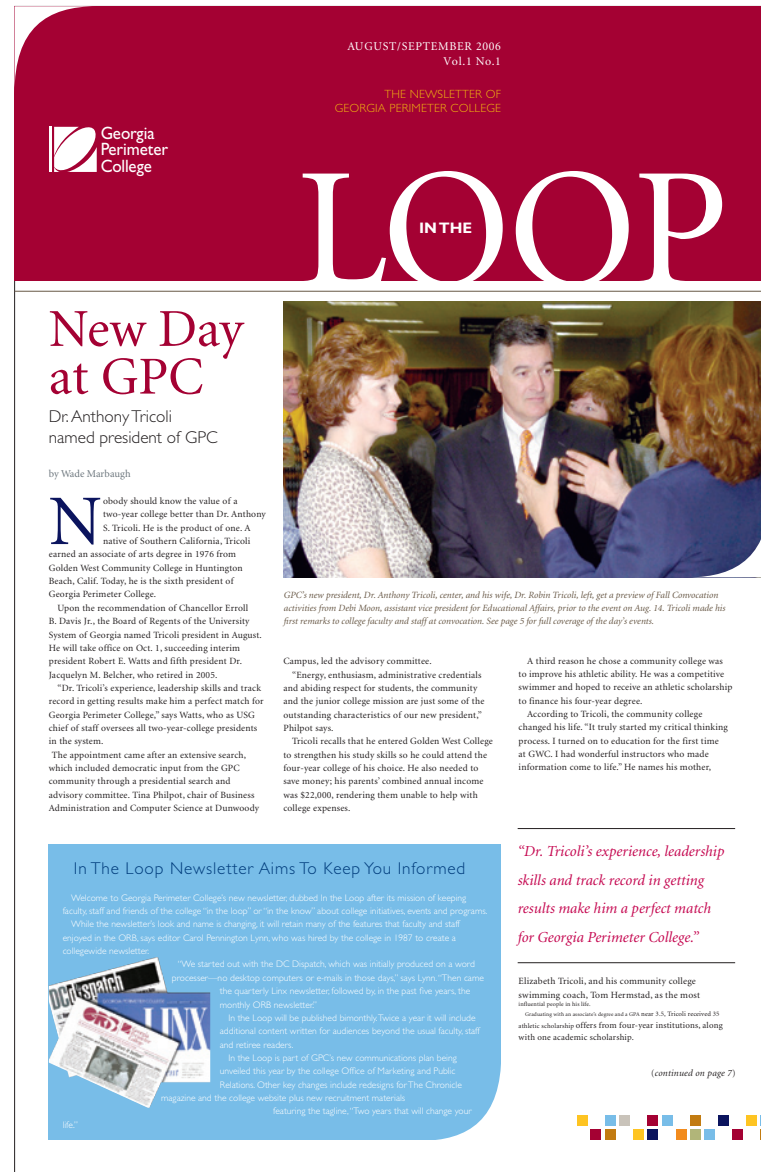 AUGUST/SEPTEMBER 2006
Vol.1 No.1
THE NEWSLETTER OF
GEORGIA PERIMETER COLLEGE
Georgia
Perimeter
College
LOOP
IN THE
New Day
at GPC
Dr. Anthony Tricoli
named president of GPC
by Wade Marbaugh
Nobody should know the value of a
two-year college better than Dr. Anthony
S. Tricoli. He is the product of one. A
native of Southern California, Tricoli
earned an associate of arts degree in 1976 from
Golden West Community College in Huntington
Beach, Calif. Today, he is the sixth president of
Georgia Perimeter College.
Upon the recommendation of Chancellor Erroll
B. Davis Jr., the Board of Regents of the University
System of Georgia named Tricoli president in August.
He will take office on Oct. 1, succeeding interim
president Robert E. Watts and fifth president Dr.
Jacquelyn M. Belcher, who retired in 2005.
"Dr. Tricoli's experience, leadership skills and track
record in getting results make him a perfect match for
Georgia Perimeter College," says Watts, who as USG
chief of staff oversees all two-year-college presidents
in the system.
The appointment came after an extensive search,
which included democratic input from the GPC
community through a presidential search and
advisory committee. Tina Philpot, chair of Business
Administration and Computer Science at Dunwoody
GPC's new president, Dr. Anthony Tricoli, center, and his wife, Dr. Robin Tricoli, left, get a preview of Fall Convocation
activities from Debi Moon, assistant vice president for Educational Affairs, prior to the event on Aug. 14. Tricoli made his
first remarks to college faculty and staff at convocation. See page 5 for full coverage of the day's events.
Campus, led the advisory committee.
"Energy, enthusiasm, administrative credentials
and abiding respect for students, the community
and the junior college mission are just some of the
outstanding characteristics of our new president,"
Philpot says.
Tricoli recalls that he entered Golden West College
to strengthen his study skills so he could attend the
four-year college of his choice. He also needed to
save money; his parents' combined annual income
was $22,000, rendering them unable to help with
college expenses.
A third reason he chose a community college was
to improve his athletic ability. He was a competitive
swimmer and hoped to receive an athletic scholarship
to finance his four-year degree.
According to Tricoli, the community college
changed his life. "It truly started my critical thinking
process. I turned on to education for the first time
at GWC. I had wonderful instructors who made
information come to life." He names his mother,
"Dr. Tricoli's experience, leadership
skills and track record in getting
results make him a perfect match
for Georgia Perimeter College."
Elizabeth Tricoli, and his community college
swimming coach, Tom Hermstad, as the most
influential people in his life.
Graduating with an associate's degree and a GPA near 3.5, Tricoli received 35
athletic scholarship offers from four-year institutions, along
with one academic scholarship.
(continued on page 7)
In The Loop Newsletter Aims To Keep You Informed
Welcome to Georgia Perimeter College's new newsletter, dubbed In the Loop after its mission of keeping
faculty, staff and friends of the college "in the loop" or "in the know" about college initiatives, events and programs.
While the newsletter's look and name is changing, it will retain many of the features that faculty and staff
enjoyed in the ORB, says editor Carol Pennington Lynn, who was hired by the college in 1987 to create a
collegewide newsletter.
"We started out with the DC Dispatch, which was initially produced on a word
processer—no desktop computers or e-mails in those days," says Lynn. "Then came
the quarterly Linx newsletter, followed by, in the past five years, the
monthly ORB newsletter."
In the Loop will be published bimonthly. Twice a year it will include
additional content written for audiences beyond the usual faculty, staff
and retiree readers.
In the Loop is part of GPC's new communications plan being
unveiled this year by the college Office of Marketing and Public
Relations. Other key changes include redesigns for The Chronicle
magazine and the college website plus new recruitment materials
featuring the tagline, "Two years that will change your
life."
DCDispatch
LINX
ORB